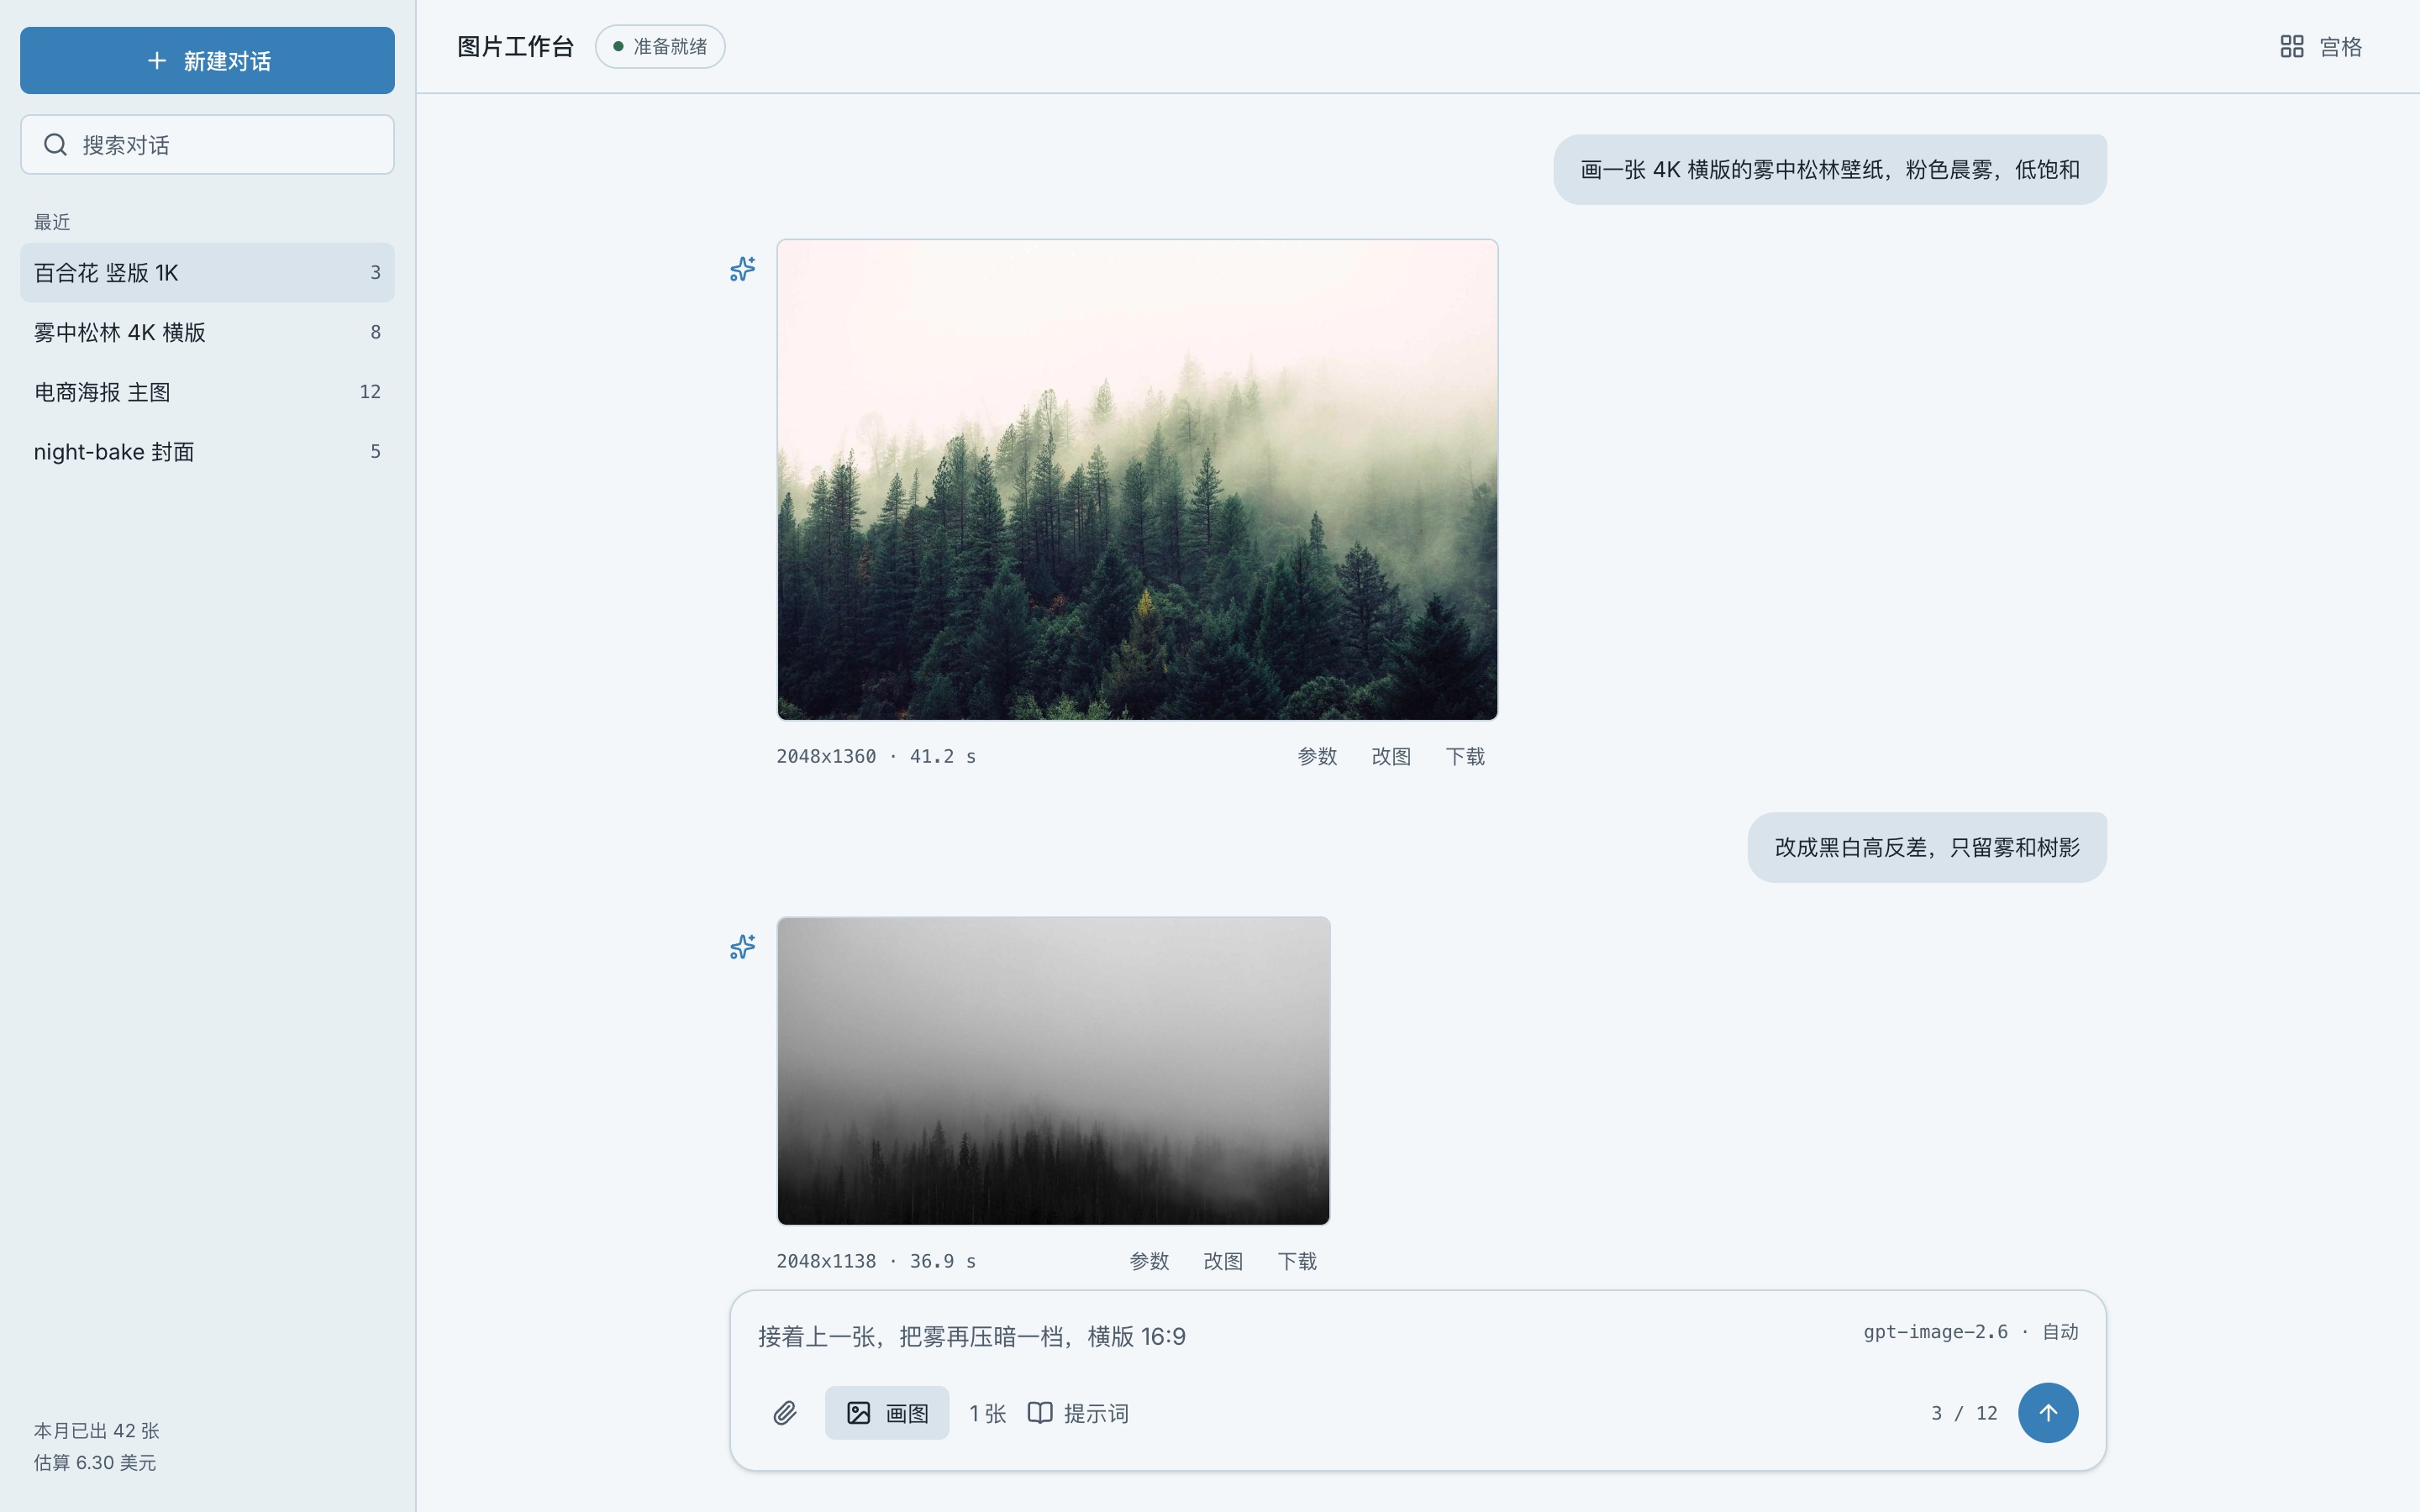 新建对话
搜索对话
最近
百合花 竖版 1K 3
雾中松林 4K 横版 8
电商海报 主图 12
night-bake 封面 5
本月已出 42 张
估算 6.30 美元
图片工作台 准备就绪 宫格
画一张 4K 横版的雾中松林壁纸，粉色晨雾，低饱和
2048x1360 · 41.2 s 参数 改图 下载
改成黑白高反差，只留雾和树影
2048x1138 · 36.9 s 参数 改图 下载
接着上一张，把雾再压暗一档，横版 16:9 gpt-image-2.6 · 自动
画图 1 张 提示词 3 / 12